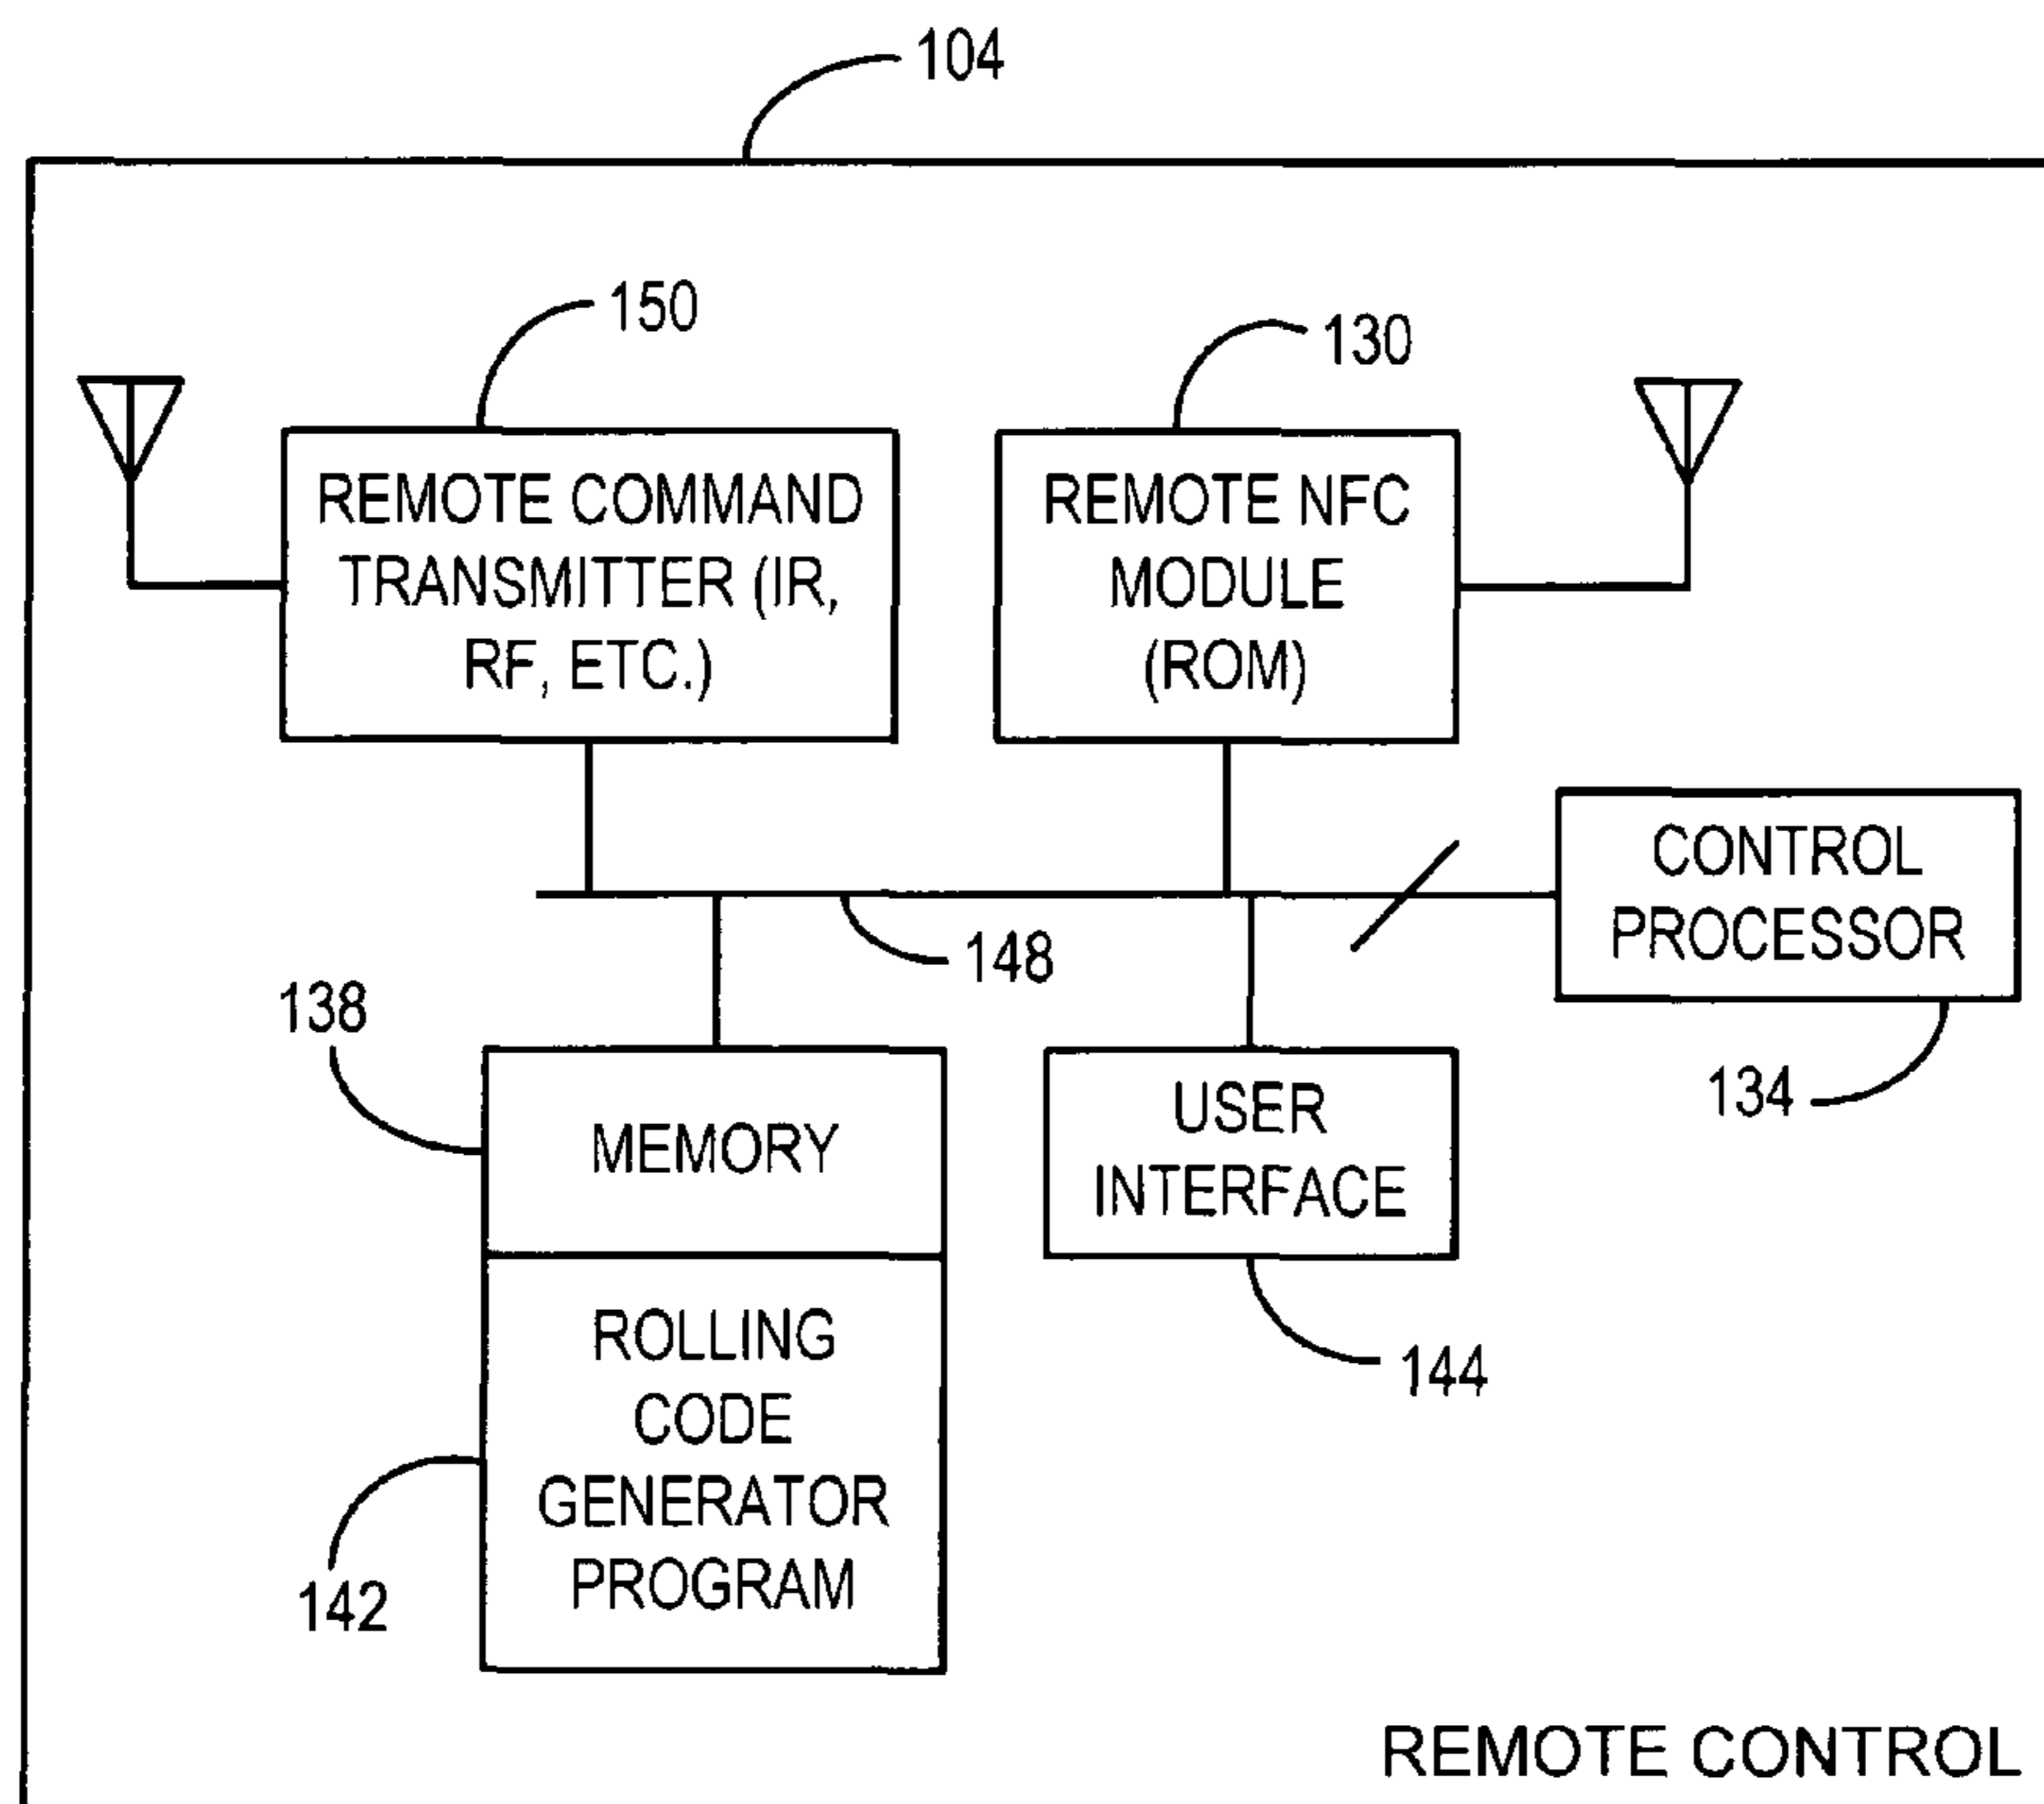 104
150
130
REMOTE COMMAND
TRANSMITTER (IR,
RF, ETC.)
REMOTE NFC
MODULE
(ROM)
CONTROL
PROCESSOR
148
138
134
MEMORY
USER
INTERFACE
ROLLING
CODE
GENERATOR
PROGRAM
144
142
REMOTE CONTROL